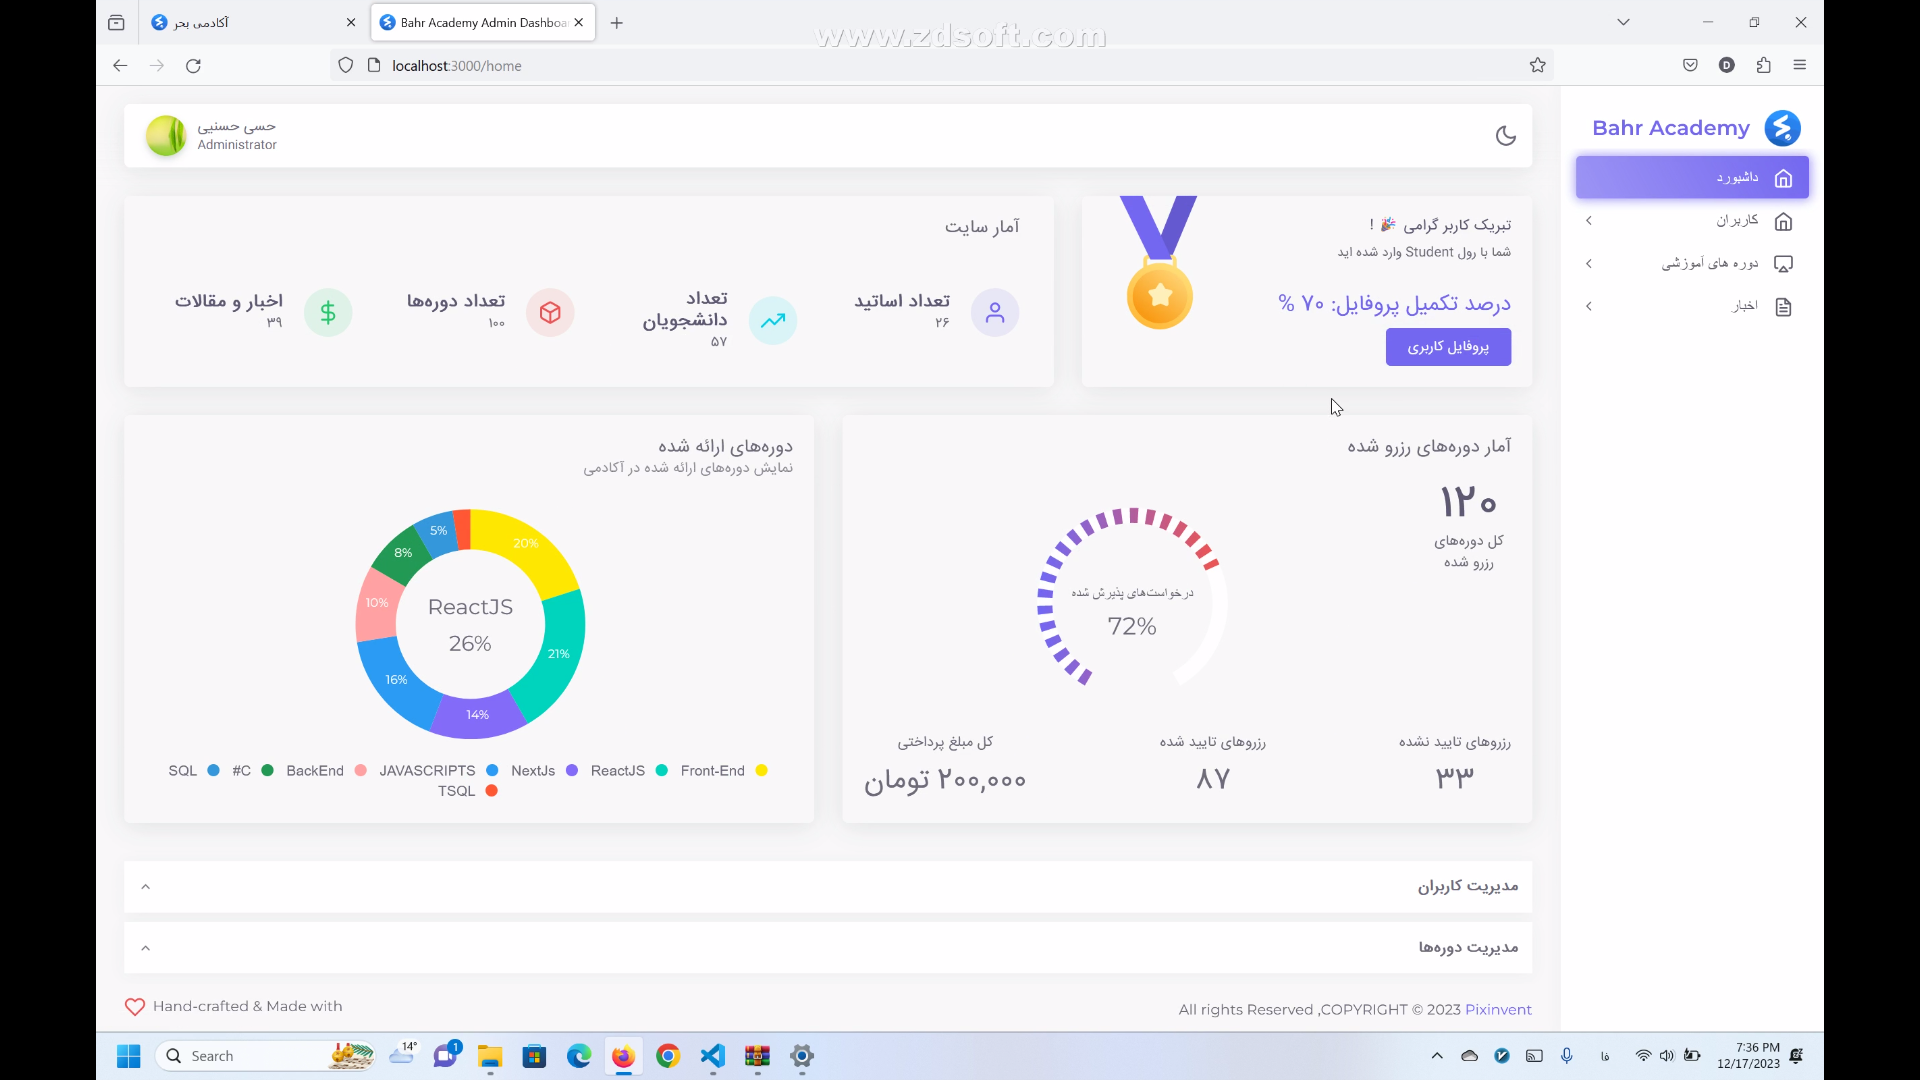 آکادمی بحر
Bahr Academy Admin Dashboa
www.zdsoft.com
localhost:3000/home
حسی حسنیی
Administrator
Bahr Academy
داشبورد
کاربران
دوره های آموزشی
اخبار
تبریک کاربر گرامی 🎉 !
شما با رول Student وارد شده اید
درصد تکمیل پروفایل: ۷۰ %
پروفایل کاربری
آمار سایت
تعداد اساتید
۲۶
تعداد دانشجویان
۵۷
تعداد دوره‌ها
۱۰۰
اخبار و مقالات
۳۹
آمار دوره‌های رزرو شده
۱۲۰
کل دوره‌های
رزرو شده
درخواست‌های پذیرش شده
72%
رزروهای تایید نشده
۳۳
رزروهای تایید شده
۸۷
کل مبلغ پرداختی
۲۰۰,۰۰۰ تومان
دوره‌های ارائه شده
نمایش دوره‌های ارائه شده در آکادمی
20%
21%
14%
16%
10%
8%
5%
ReactJS
26%
SQL #C BackEnd JAVASCRIPTS NextJs ReactJS Front-End
TSQL
مدیریت کاربران
مدیریت دوره‌ها
Hand-crafted & Made with
All rights Reserved ,COPYRIGHT © 2023 Pixinvent
Search
14°
1
فا
7:36 PM
12/17/2023